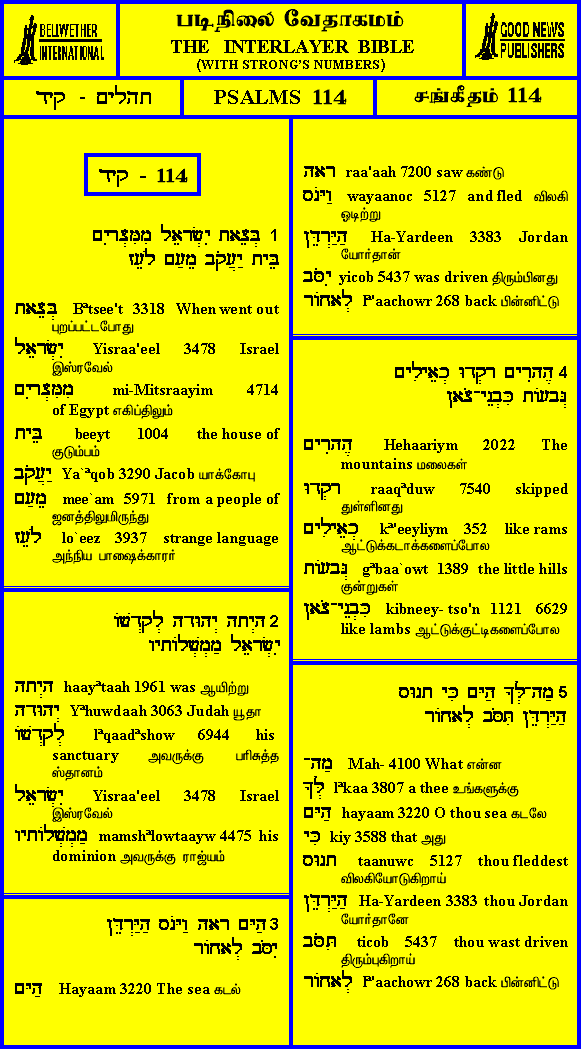 BELLWETHER
INTERNATIONAL
படிநிலை வேதாகமம்
THE INTERLAYER BIBLE
(WITH STRONG'S NUMBERS)
GOOD NEWS
PUBLISHERS
תהלים - קיד
PSALMS 114
சங்கீதம் 114
קיד - 114
1 בְּצֵאת יִשְׂרָאֵל מִמִּצְרָיִם
בֵּית יַעֲקֹב מֵעַם לֹעֵז
בְּצֵאת Bªtsee't 3318 When went out
புறப்பட்டபோது
יִשְׂרָאֵל Yisraa'eel 3478 Israel
இஸ்ரவேல்
מִמִּצְרָיִם mi-Mitsraayim 4714
of Egypt எகிப்திலும்
בֵּית beeyt 1004 the house of
குடும்பம்
יַעֲקֹב Ya`ªqob 3290 Jacob யாக்கோபு
מֵעַם mee`am 5971 from a people of
ஜனத்திலுமிருந்து
לֹעֵז lo`eez 3937 strange language
அந்நிய பாஷைக்காரர்
2 הָיְתָה יְהוּדָה לְקָדְשׁוֹ
יִשְׂרָאֵל מַמְשְׁלוֹתָיו
הָיְתָה haayªtaah 1961 was ஆயிற்று
יְהוּדָה Yªhuwdaah 3063 Judah யூதா
לְקָדְשׁוֹ lªqaadªshow 6944 his
sanctuary அவருக்கு பரிசுத்த
ஸ்தானம்
יִשְׂרָאֵל Yisraa'eel 3478 Israel
இஸ்ரவேல்
מַמְשְׁלוֹתָיו mamshªlowtaayw 4475 his
dominion அவருக்கு ராஜ்யம்
3 הַיָּם רָאָה וַיָּנֹס הַיַּרְדֵּן
יִסֹּב לְאָחוֹר
הַיָּם Hayaam 3220 The sea கடல்
רָאָה raa'aah 7200 saw கண்டு
וַיָּנֹס wayaanoc 5127 and fled விலகி
ஓடிற்று
הַיַּרְדֵּן Ha-Yardeen 3383 Jordan
யோர்தான்
יִסֹּב yicob 5437 was driven திரும்பினது
לְאָחוֹר lª'aachowr 268 back பின்னிட்டு
4 הֶהָרִים רָקְדוּ כְאֵילִים
גְּבָעוֹת כִּבְנֵי־צֹאן
הֶהָרִים Hehaariym 2022 The
mountains மலைகள்
רָקְדוּ raaqªduw 7540 skipped
துள்ளினது
כְאֵילִים kª'eeyliym 352 like rams
ஆட்டுக்கடாக்களைப்போல
גְּבָעוֹת gªbaa`owt 1389 the little hills
குன்றுகள்
כִּבְנֵי־צֹאן kibneey- tso'n 1121 6629
like lambs ஆட்டுக்குட்டிகளைப்போல
5 מַה־לְּךָ הַיָּם כִּי תָנוּס
הַיַּרְדֵּן תִּסֹּב לְאָחוֹר
מַה־ Mah- 4100 What என்ன
לְּךָ lªkaa 3807 a thee உங்களுக்கு
הַיָּם hayaam 3220 O thou sea கடலே
כִּי kiy 3588 that அது
תָנוּס taanuwc 5127 thou fleddest
விலகியோடுகிறாய்
הַיַּרְדֵּן Ha-Yardeen 3383 thou Jordan
யோர்தானே
תִּסֹּב ticob 5437 thou wast driven
திரும்புகிறாய்
לְאָחוֹר lª'aachowr 268 back பின்னிட்டு